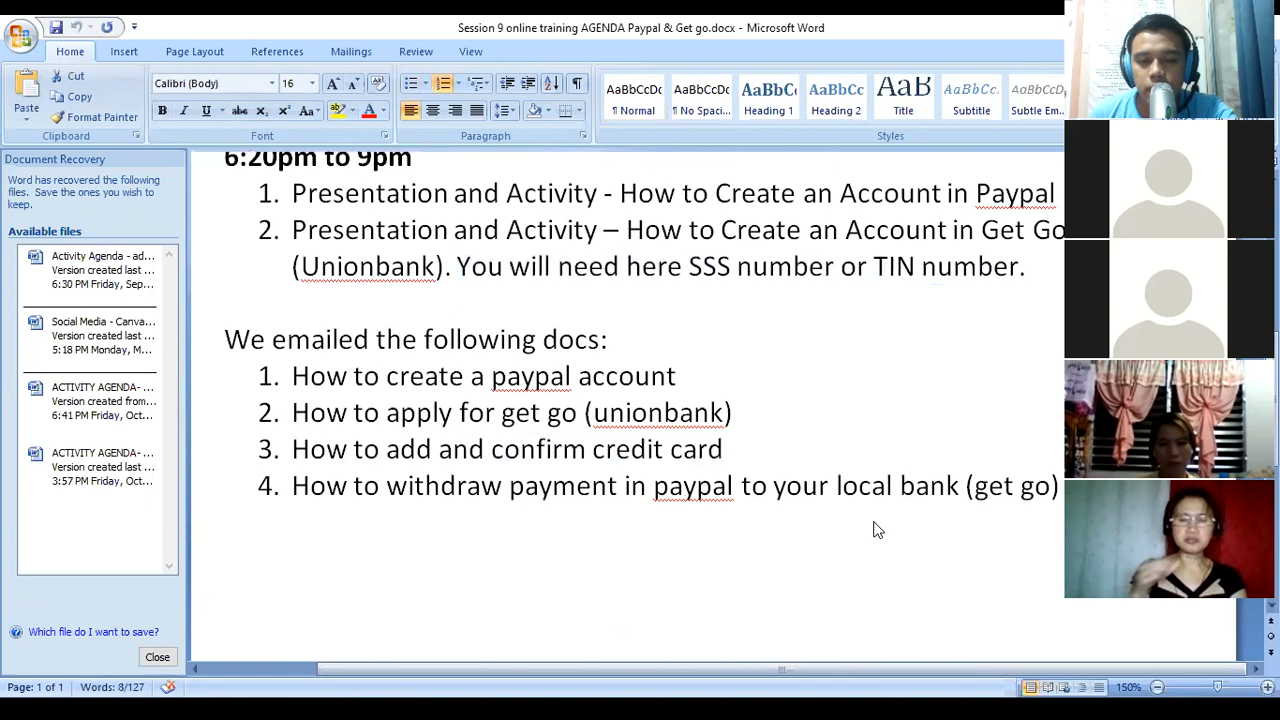 Session 9 online training AGENDA Paypal & Get go.docx - Microsoft Word
Home Insert Page Layout References Mailings Review View
Cut
Copy
Format Painter
Paste
Calibri (Body) 16
AaBbCcDc AaBbCcDc AaBbCc AaBbCc AaB AaBbCc. AaBbCcDc
¶ Normal ¶ No Spaci... Heading 1 Heading 2 Title Subtitle Subtle Em...
Clipboard Font Paragraph Styles
Document Recovery
Word has recovered the following
files. Save the ones you wish to
keep.
Available files
Activity Agenda - ad...
Version created last ...
6:30 PM Friday, Sep...
Social Media - Canva...
Version created last ...
5:18 PM Monday, M...
ACTIVITY AGENDA- ...
Version created from...
6:41 PM Friday, Oct...
ACTIVITY AGENDA- ...
Version created last ...
3:57 PM Friday, Oct...
Which file do I want to save?
Close
6:20pm to 9pm
1. Presentation and Activity - How to Create an Account in Paypal
2. Presentation and Activity – How to Create an Account in Get Go
(Unionbank). You will need here SSS number or TIN number.
We emailed the following docs:
1. How to create a paypal account
2. How to apply for get go (unionbank)
3. How to add and confirm credit card
4. How to withdraw payment in paypal to your local bank (get go)
Page: 1 of 1 Words: 8/127 150%